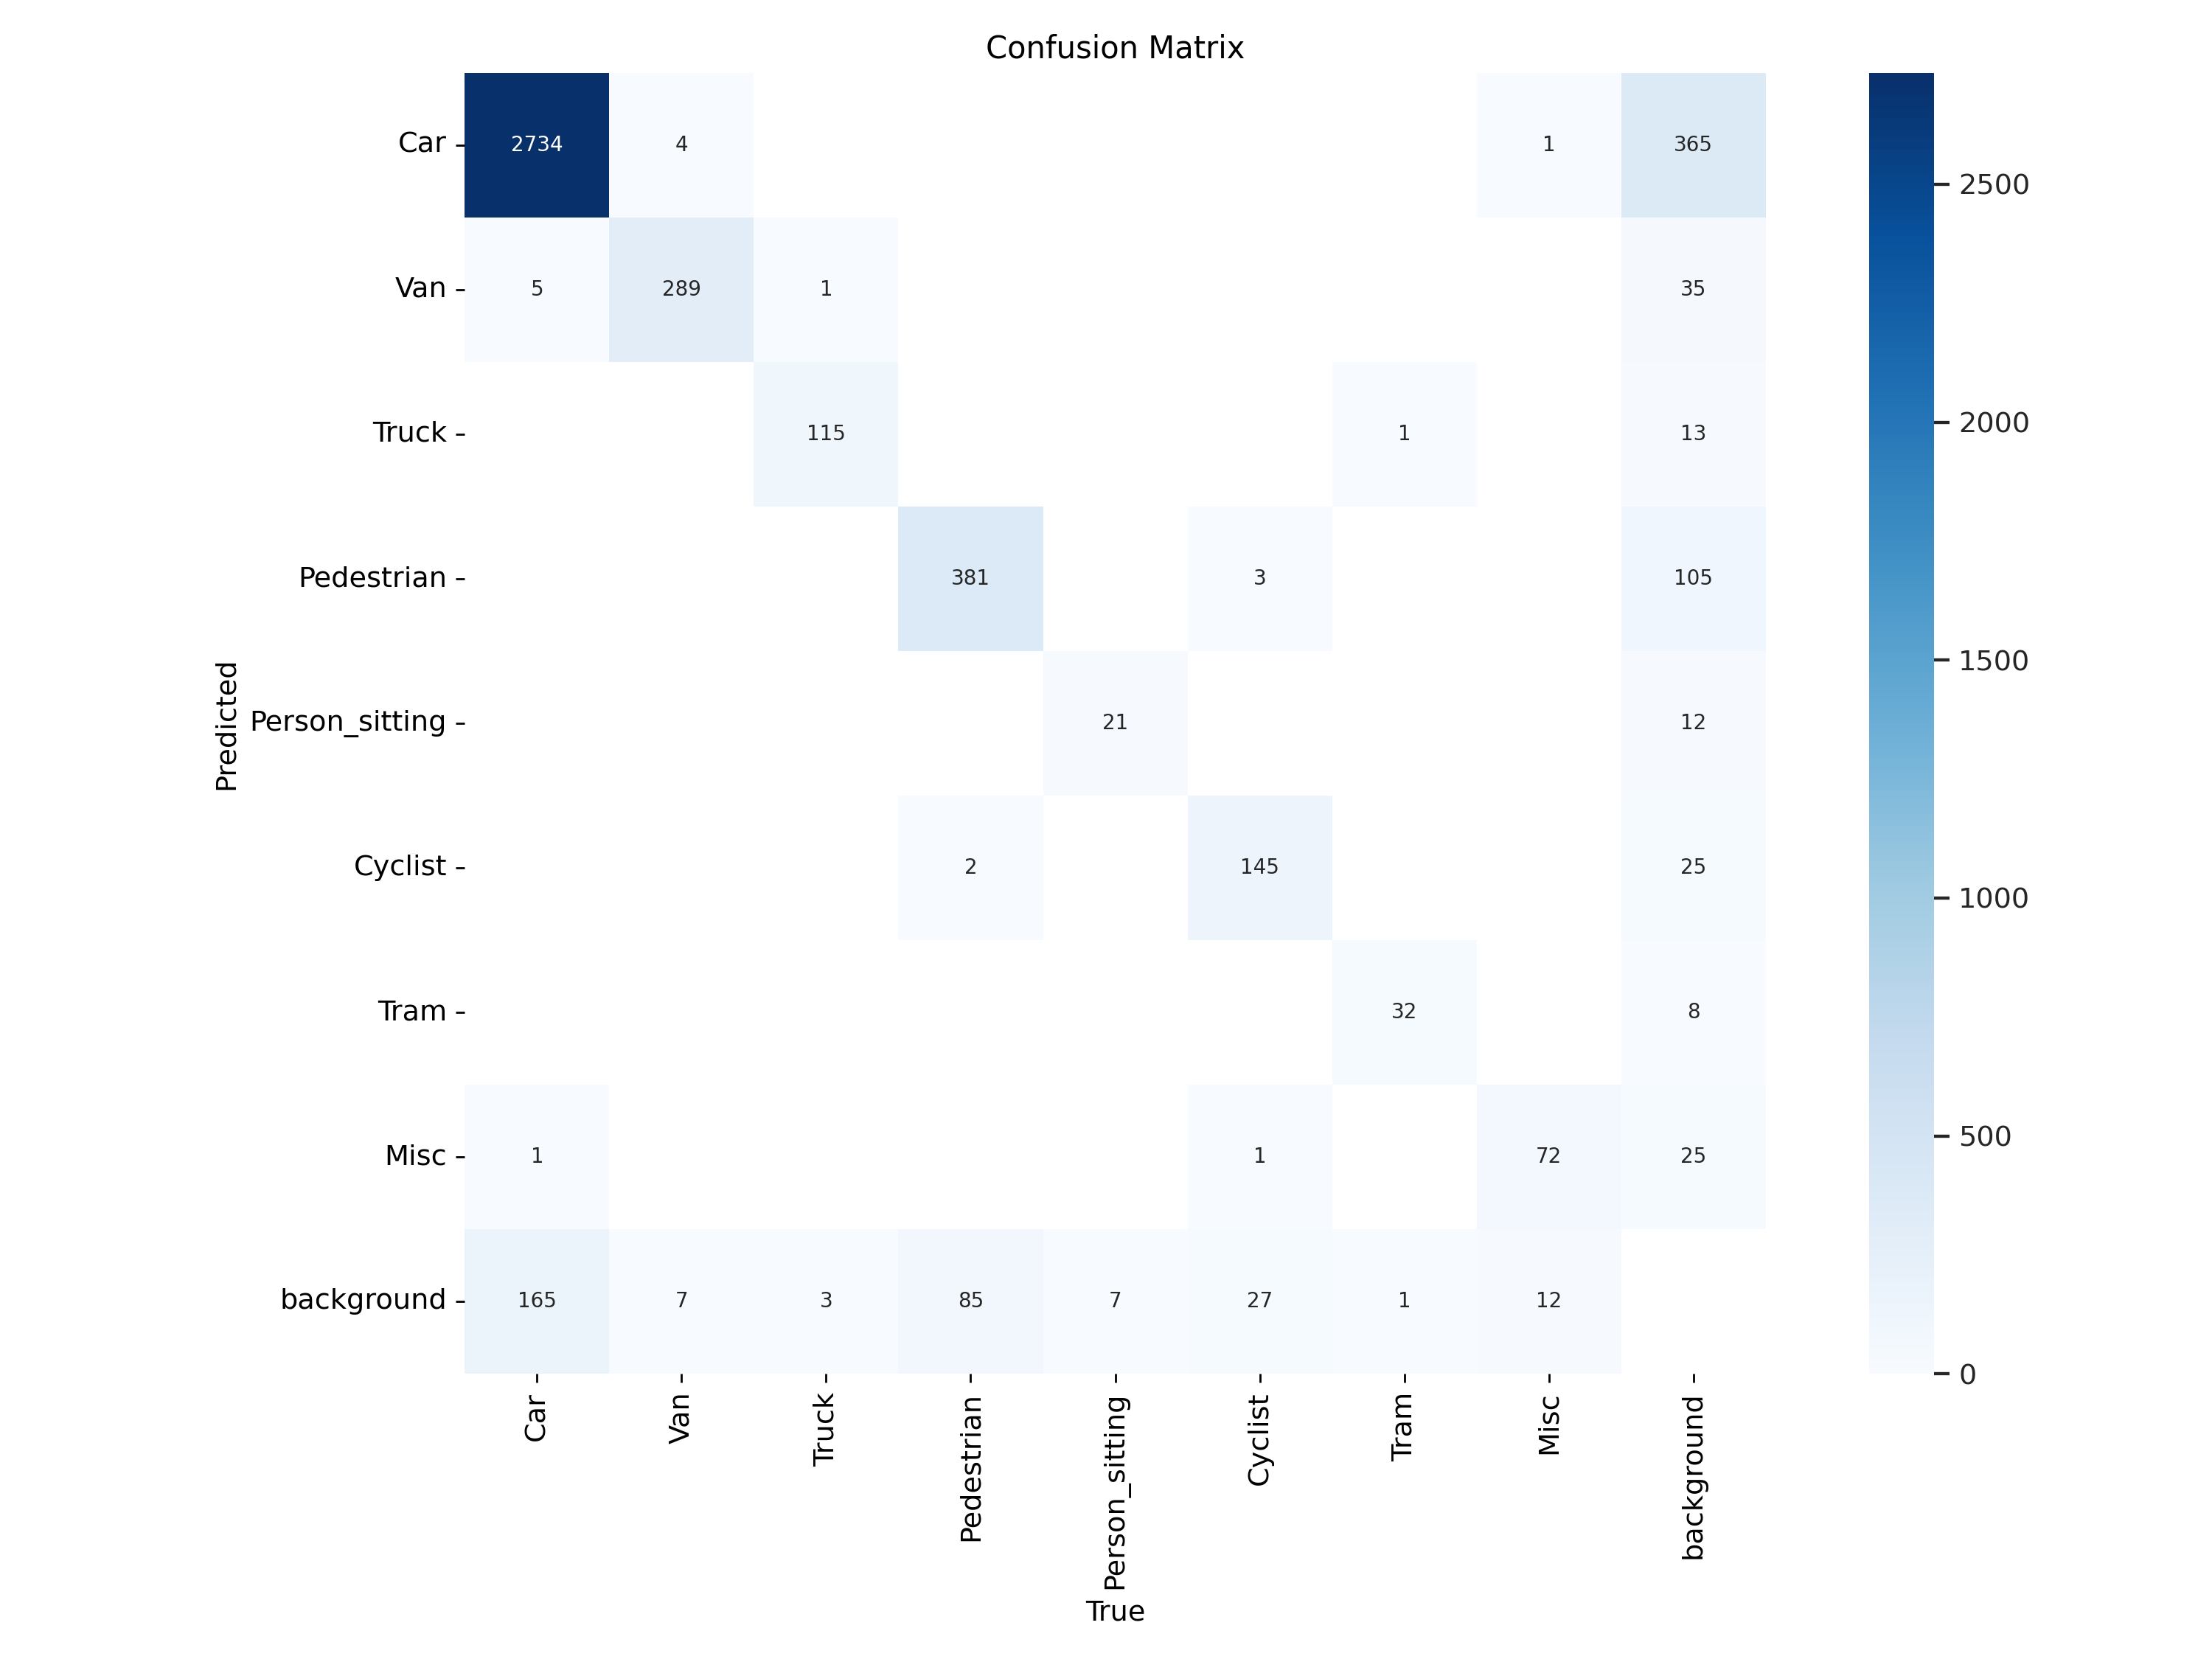 Confusion Matrix
Car 2734 4 1 365
Van 5 289 1 35
Truck 115 1 13
Pedestrian 381 3 105
Person_sitting 21 12
Cyclist 2 145 25
Tram 32 8
Misc 1 1 72 25
background 165 7 3 85 7 27 1 12
Predicted
Car Van Truck Pedestrian Person_sitting Cyclist Tram Misc background
True
2500
2000
1500
1000
500
0